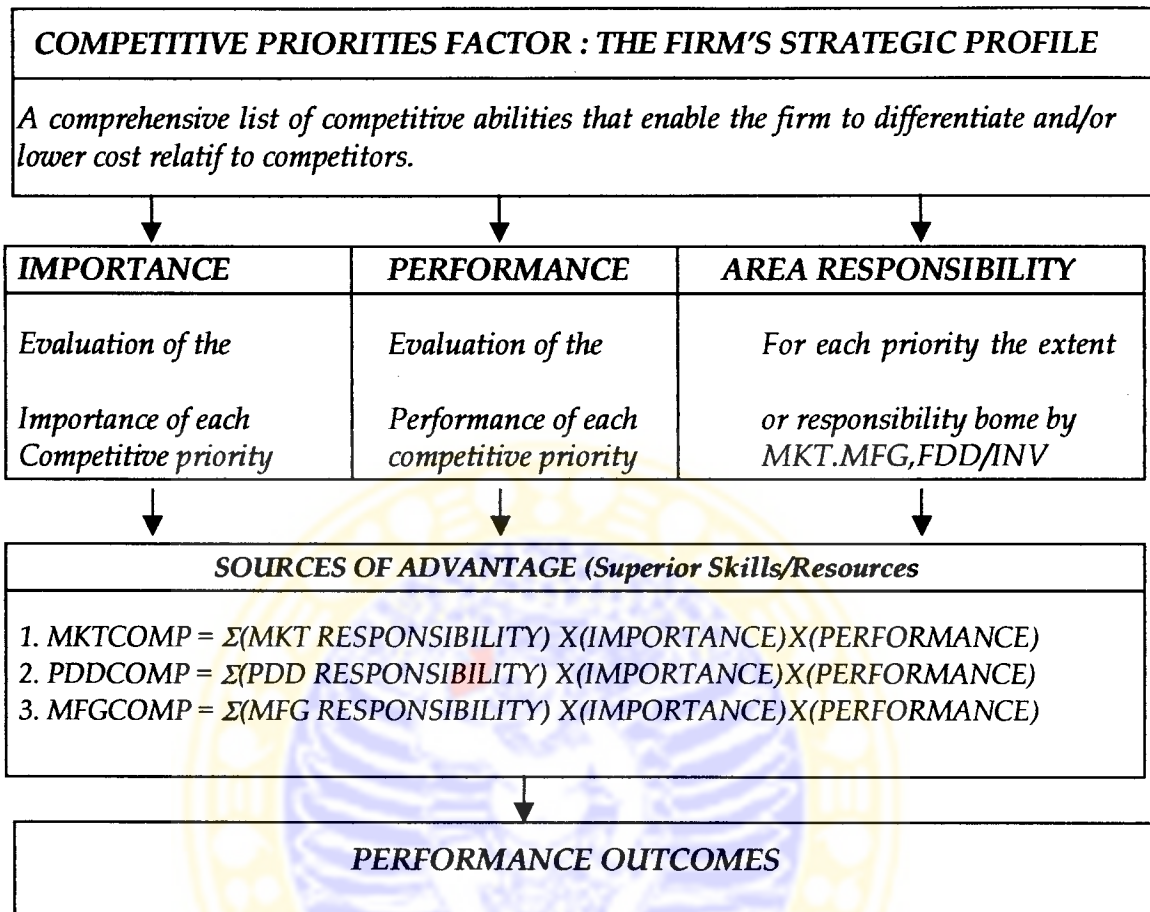 COMPETITIVE PRIORITIES FACTOR : THE FIRM'S STRATEGIC PROFILE
A comprehensive list of competitive abilities that enable the firm to differentiate and/or
lower cost relatif to competitors.
IMPORTANCE
Evaluation of the
Importance of each
Competitive priority
PERFORMANCE
Evaluation of the
Performance of each
competitive priority
AREA RESPONSIBILITY
For each priority the extent
or responsibility bome by
MKT.MFG,FDD/INV
SOURCES OF ADVANTAGE (Superior Skills/Resources
1. MKTCOMP = Σ(MKT RESPONSIBILITY) X(IMPORTANCE)X(PERFORMANCE)
2. PDDCOMP = Σ(PDD RESPONSIBILITY) X(IMPORTANCE)X(PERFORMANCE)
3. MFGCOMP = Σ(MFG RESPONSIBILITY) X(IMPORTANCE)X(PERFORMANCE)
PERFORMANCE OUTCOMES